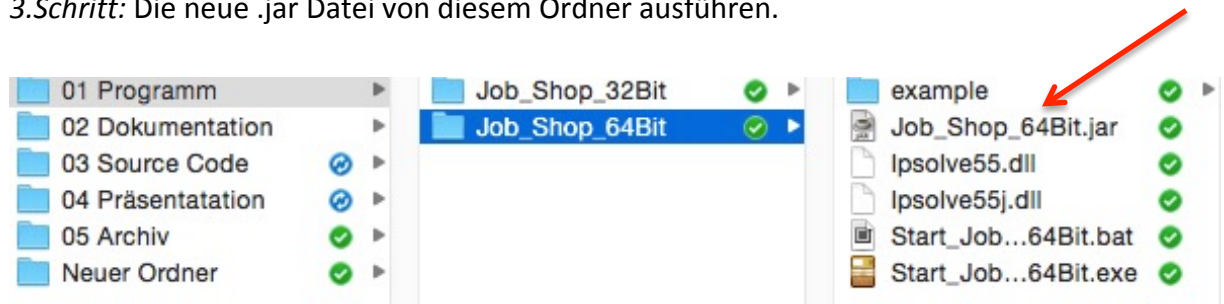 3.Schritt: Die neue .jar Datei von diesem Ordner ausführen.
01 Programm
02 Dokumentation
03 Source Code
04 Präsentatation
05 Archiv
Neuer Ordner
Job_Shop_32Bit
Job_Shop_64Bit
example
Job_Shop_64Bit.jar
lpsolve55.dll
lpsolve55j.dll
Start_Job...64Bit.bat
Start_Job...64Bit.exe